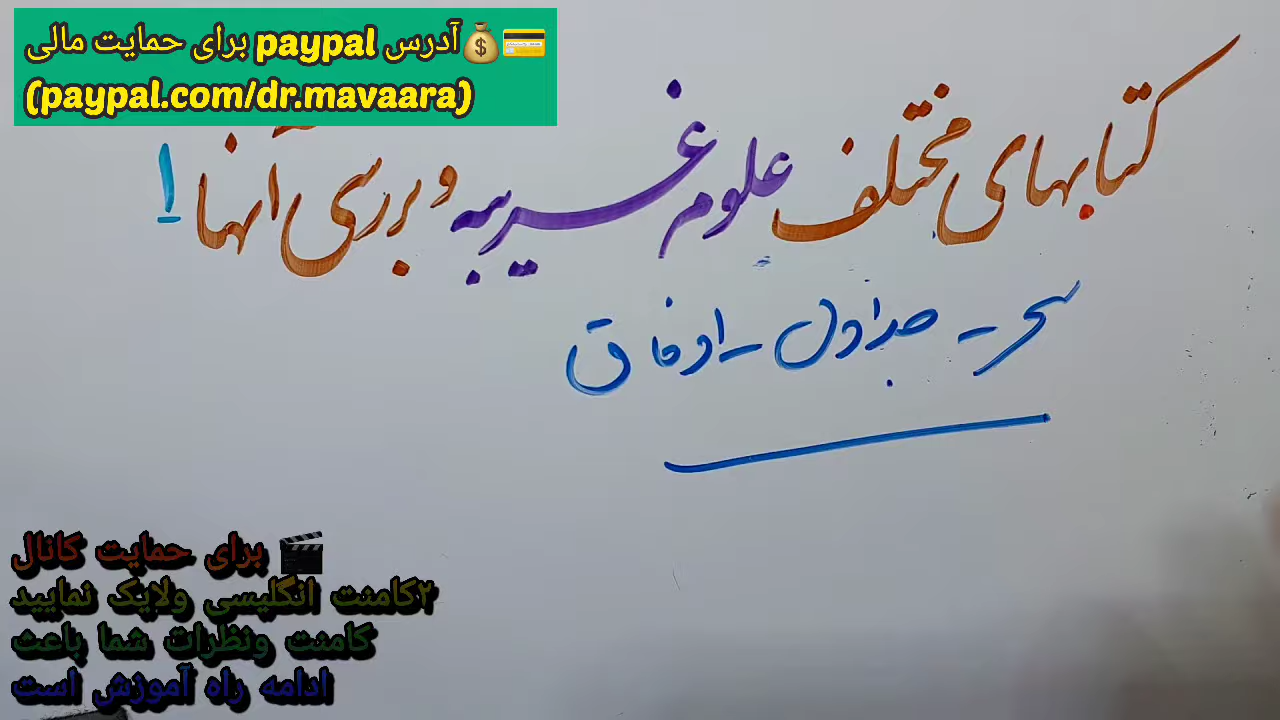 آدرس paypal برای حمایت مالی
(paypal.com/dr.mavaara)
کتابهای مختلف علوم غریبه و بررسی آنها!
سحر - جداول - اوفاق
برای حمایت کانال
۲کامنت انگلیسی ولایک نمایید
کامنت ونظرات شما باعث
ادامه راه آموزش است